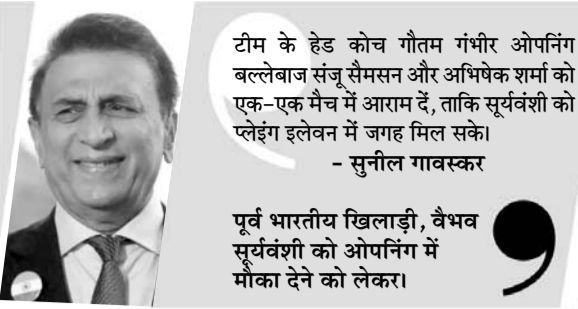 टीम के हेड कोच गौतम गंभीर ओपनिंग
बल्लेबाज संजू सैमसन और अभिषेक शर्मा को
एक-एक मैच में आराम दें, ताकि सूर्यवंशी को
प्लेइंग इलेवन में जगह मिल सके।
- सुनील गावस्कर
पूर्व भारतीय खिलाड़ी, वैभव
सूर्यवंशी को ओपनिंग में
मौका देने को लेकर।